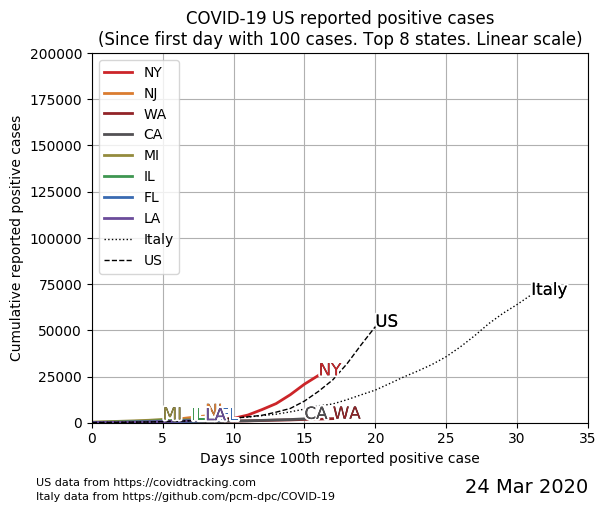 COVID-19 US reported positive cases
(Since first day with 100 cases. Top 8 states. Linear scale)
Cumulative reported positive cases
200000
175000
150000
125000
100000
75000
50000
25000
0
NY
NJ
WA
CA
MI
IL
FL
LA
Italy
US
Italy
US
NY
MI
LA
CA
WA
0 5 10 15 20 25 30 35
Days since 100th reported positive case
US data from https://covidtracking.com
Italy data from https://github.com/pcm-dpc/COVID-19
24 Mar 2020